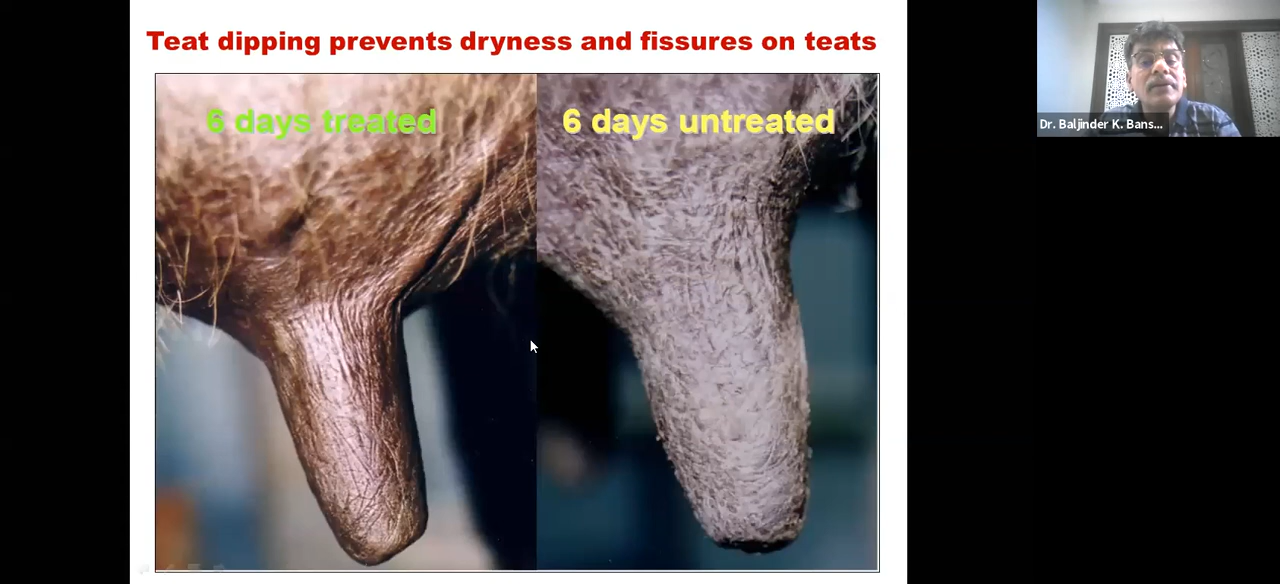 Teat dipping prevents dryness and fissures on teats
6 days treated
6 days untreated
Dr. Baljinder K. Bans...